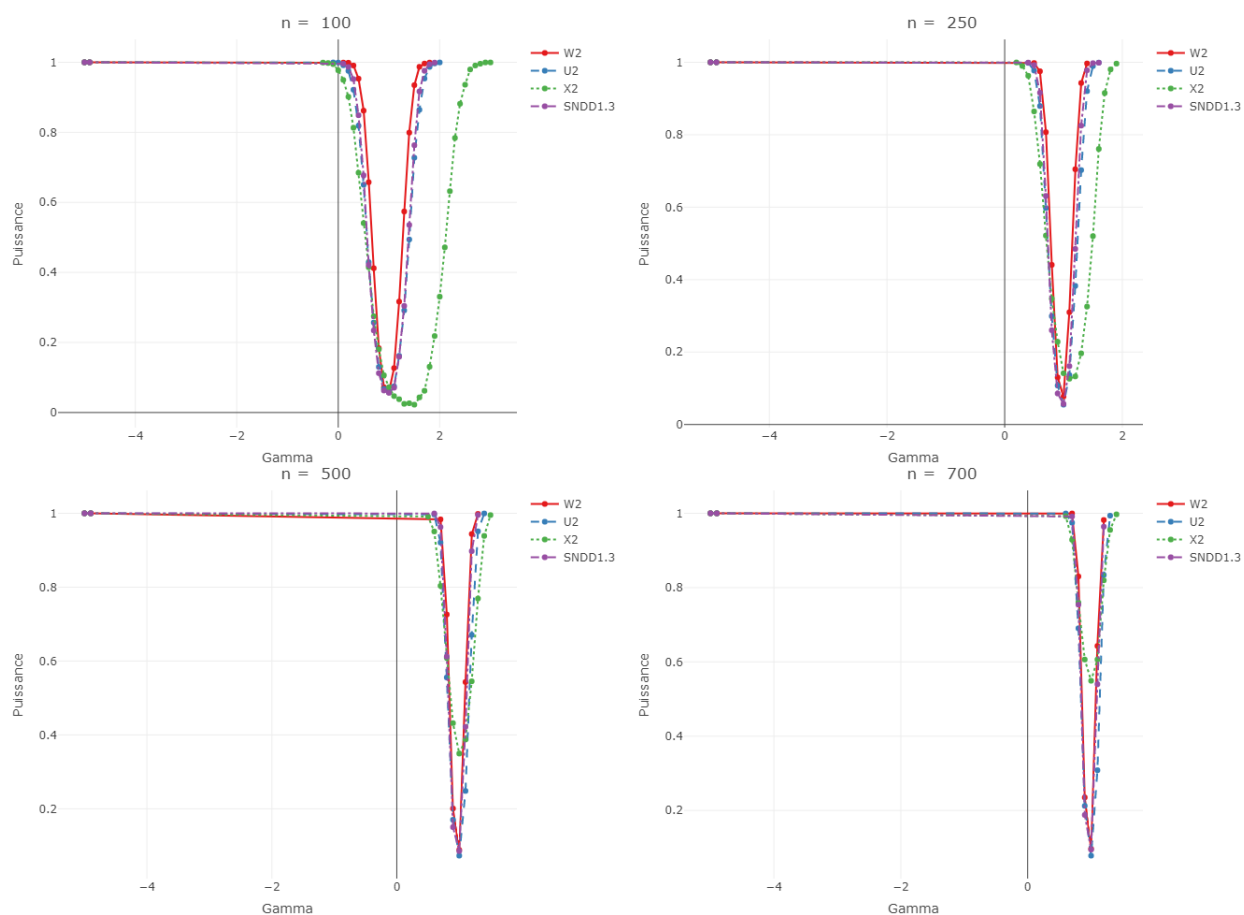 n = 100
W2
U2
X2
SNDD1.3
1
0.8
0.6
0.4
0.2
0
Puissance
−4
−2
0
2
Gamma
n = 250
W2
U2
X2
SNDD1.3
1
0.8
0.6
0.4
0.2
0
Puissance
−4
−2
0
2
Gamma
n = 500
W2
U2
X2
SNDD1.3
1
0.8
0.6
0.4
0.2
Puissance
−4
−2
0
Gamma
n = 700
W2
U2
X2
SNDD1.3
1
0.8
0.6
0.4
0.2
Puissance
−4
−2
0
Gamma